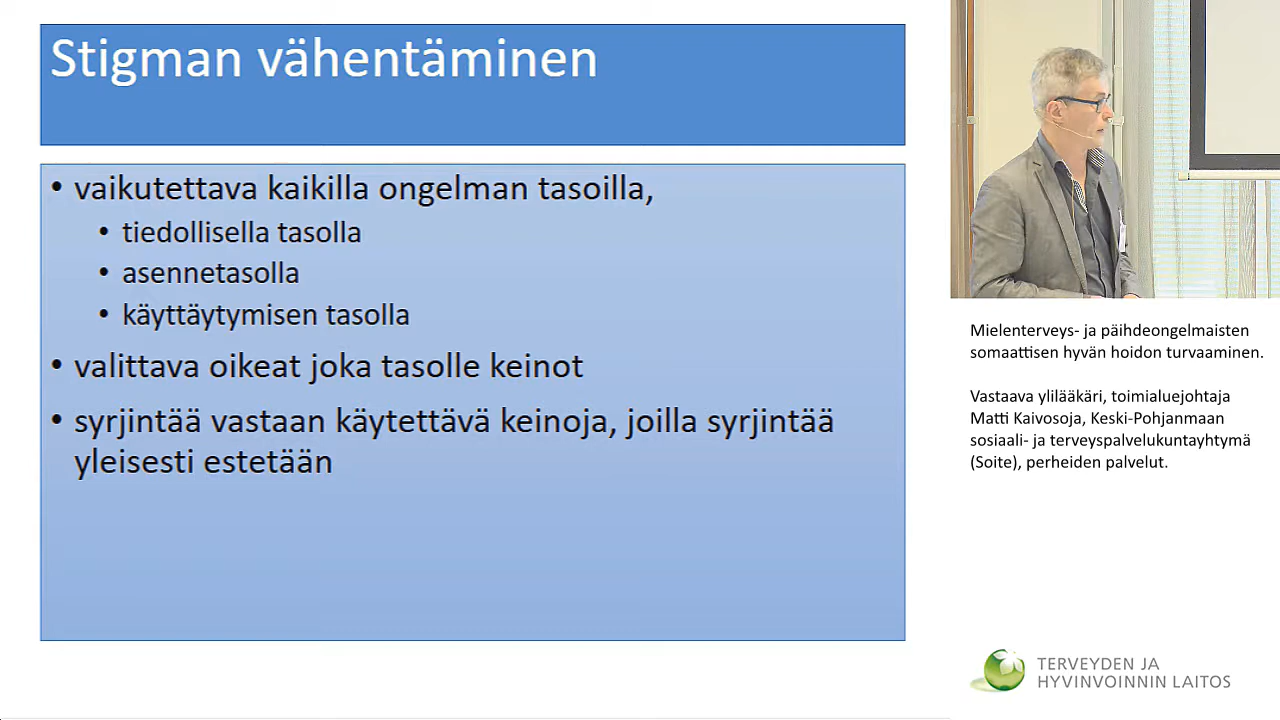 Stigman vähentäminen
• vaikutettava kaikilla ongelman tasoilla,
• tiedollisella tasolla
• asennetasolla
• käyttäytymisen tasolla
• valittava oikeat joka tasolle keinot
• syrjintää vastaan käytettävä keinoja, joilla syrjintää
yleisesti estetään
Mielenterveys- ja päihdeongelmaisten
somaattisen hyvän hoidon turvaaminen.
Vastaava ylilääkäri, toimialuejohtaja
Matti Kaivosoja, Keski-Pohjanmaan
sosiaali- ja terveyspalvelukuntayhtymä
(Soite), perheiden palvelut.
TERVEYDEN JA
HYVINVOINNIN LAITOS